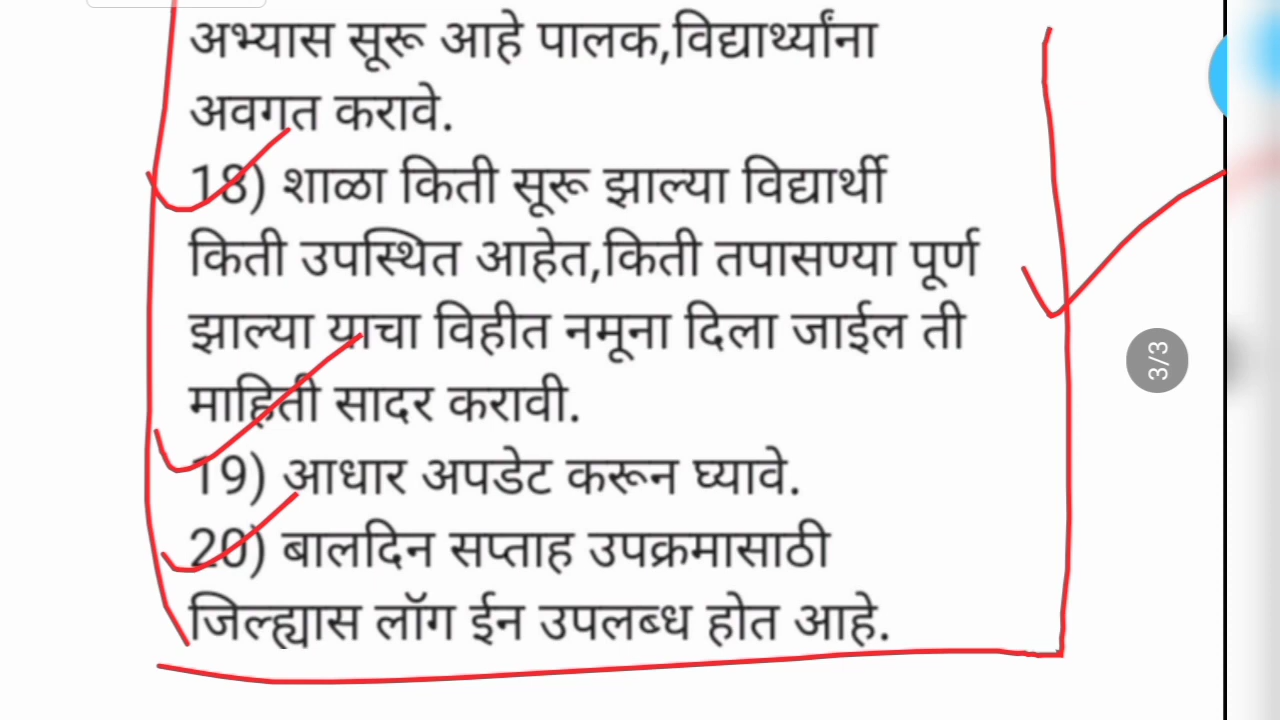 अभ्यास सूरू आहे पालक,विद्यार्थ्यांना
अवगत करावे.
18) शाळा किती सूरू झाल्या विद्यार्थी
किती उपस्थित आहेत,किती तपासण्या पूर्ण
झाल्या याचा विहीत नमूना दिला जाईल ती
माहिती सादर करावी.
19) आधार अपडेट करून घ्यावे.
20) बालदिन सप्ताह उपक्रमासाठी
जिल्ह्यास लॉग ईन उपलब्ध होत आहे.
3/3